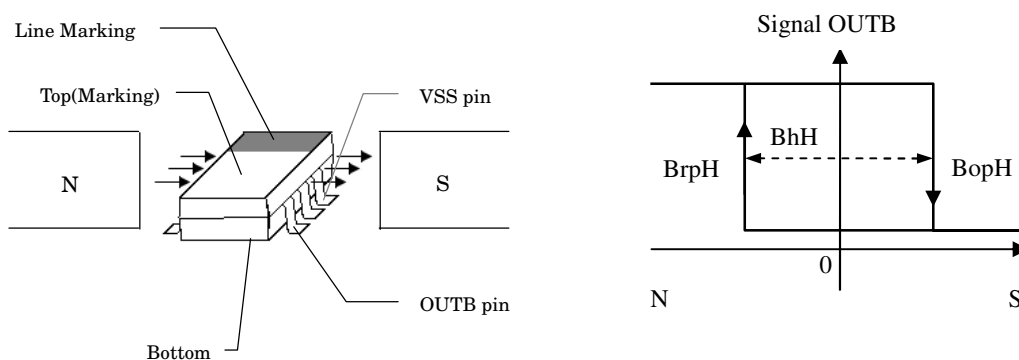 Line Marking
Top(Marking)
VSS pin
N
S
OUTB pin
Bottom
Signal OUTB
BhH
BrpH
BopH
0
N
S